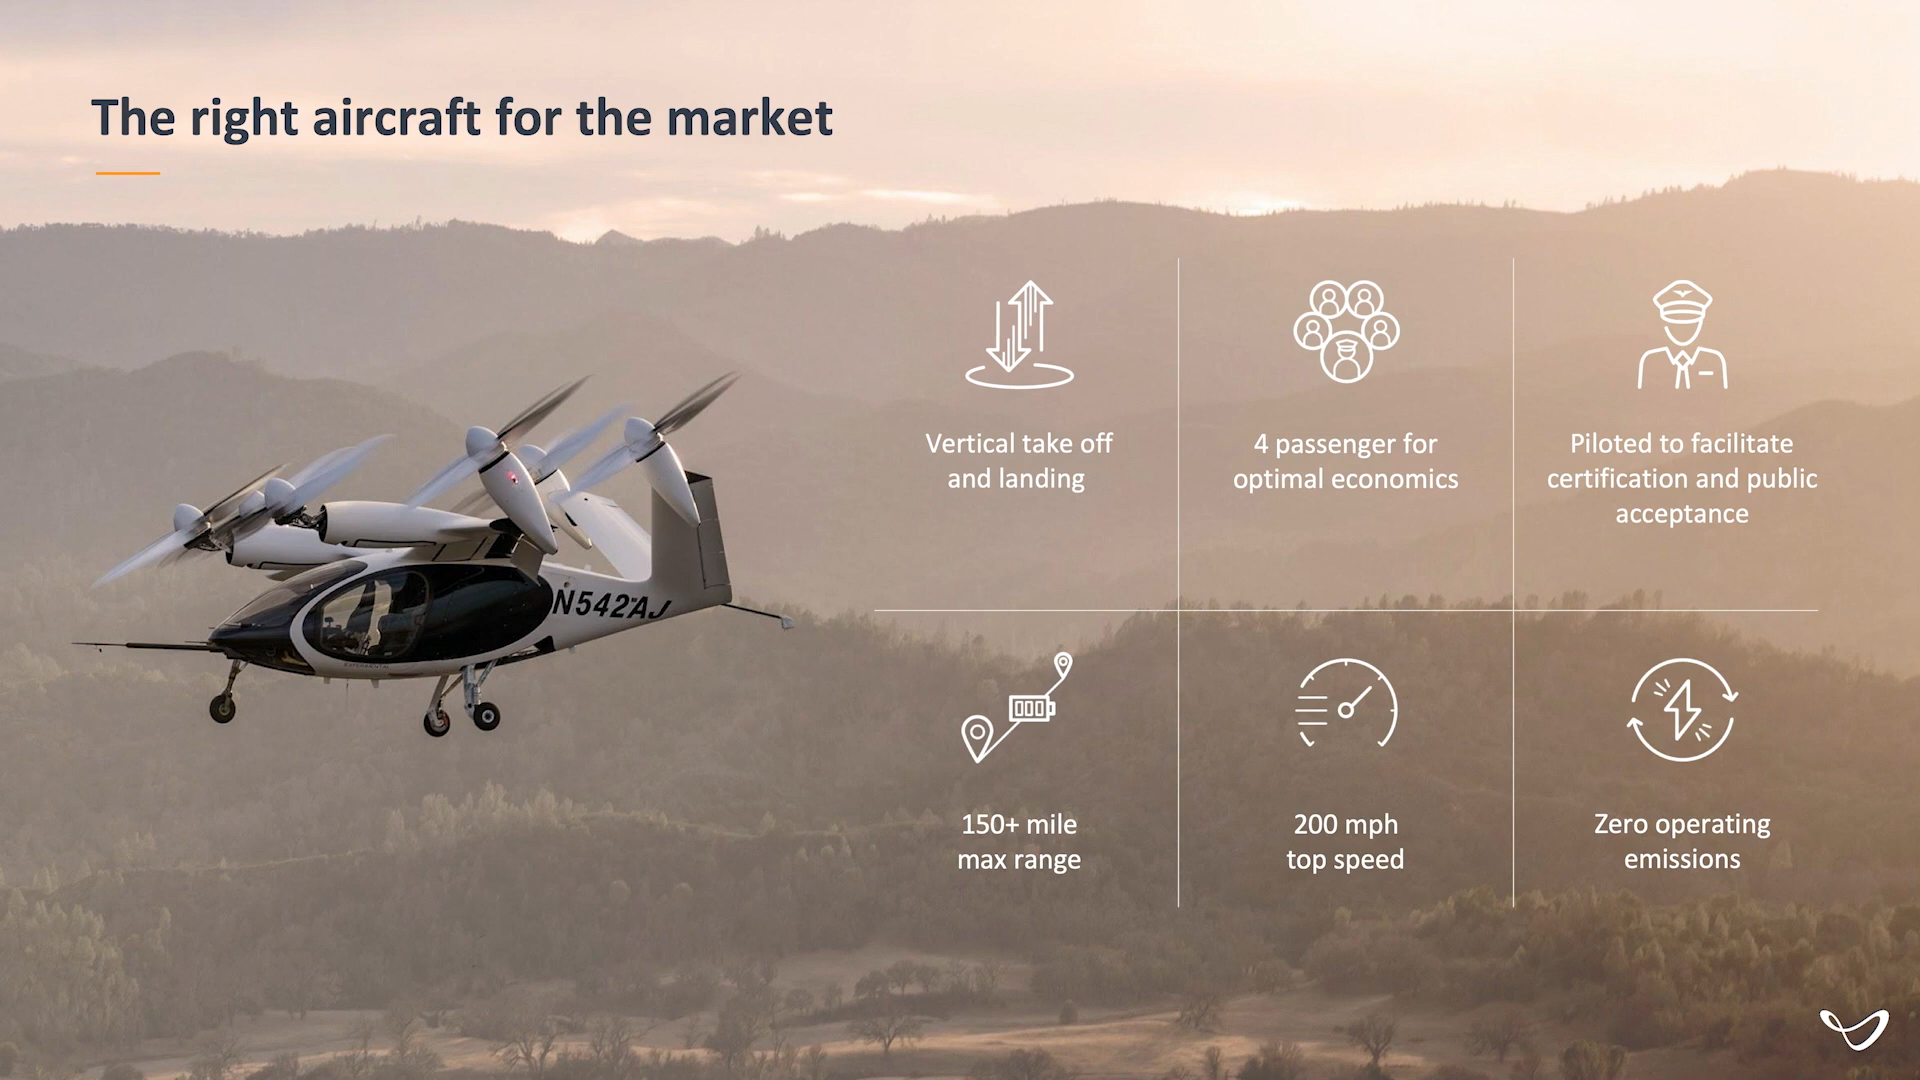 The right aircraft for the market
Vertical take off
and landing
4 passenger for
optimal economics
Piloted to facilitate
certification and public
acceptance
N542AJ
EXPERIMENTAL
150+ mile
max range
200 mph
top speed
Zero operating
emissions